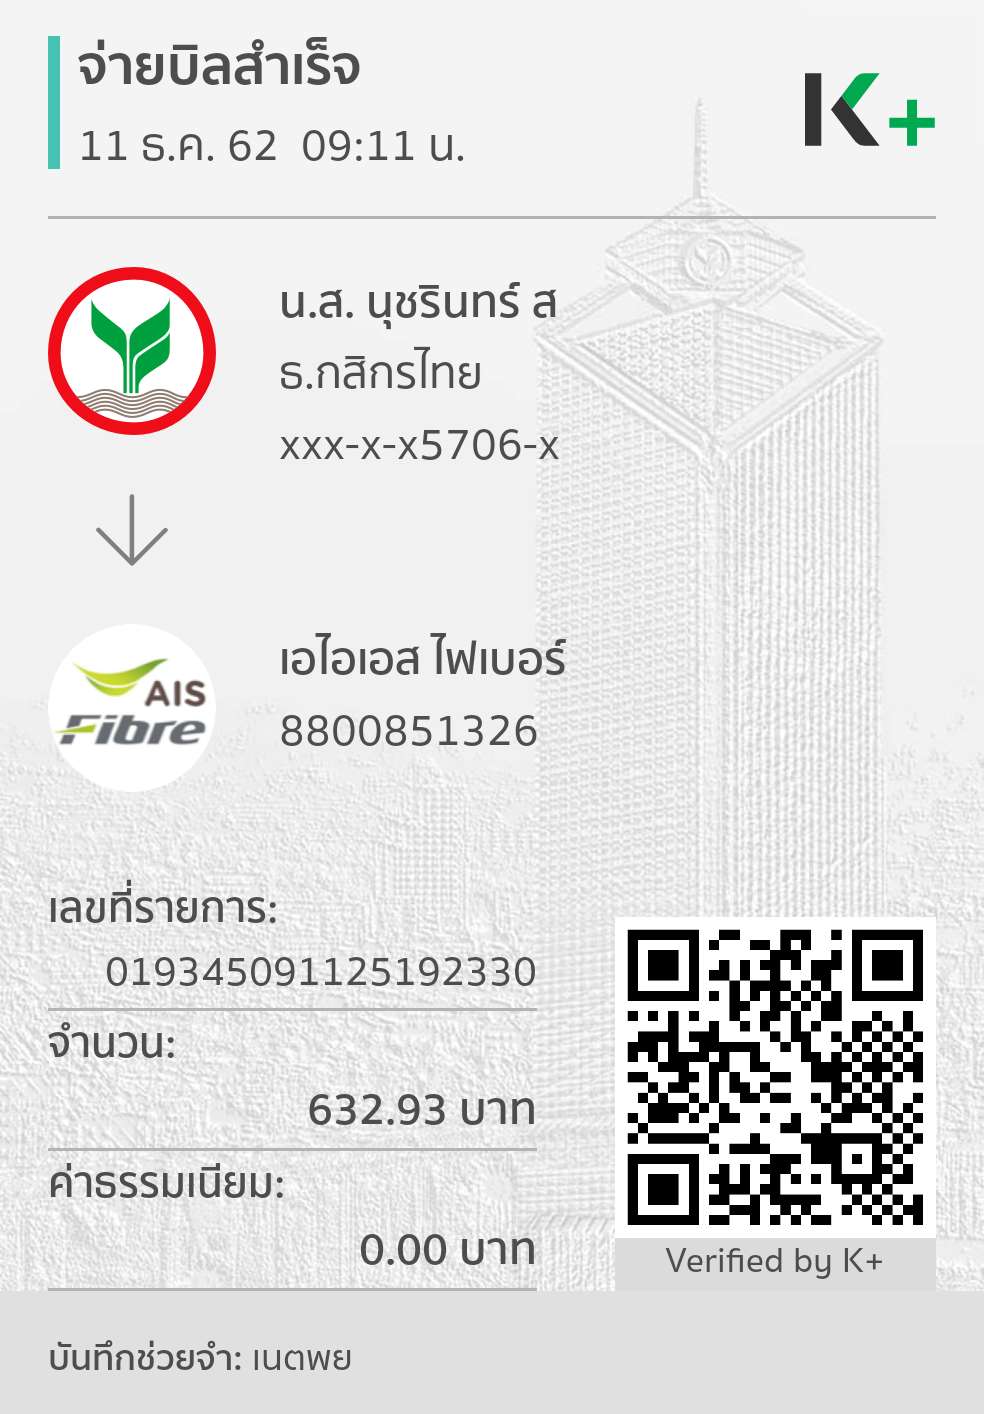 จ่ายบิลสำเร็จ
11 ธ.ค. 62 09:11 น.
K+
น.ส. นุชรินทร์ ส
ธ.กสิกรไทย
xxx-x-x5706-x
AIS
Fibre
เอไอเอส ไฟเบอร์
8800851326
เลขที่รายการ:
019345091125192330
จำนวน:
632.93 บาท
ค่าธรรมเนียม:
0.00 บาท
Verified by K+
บันทึกช่วยจำ: เนตพย